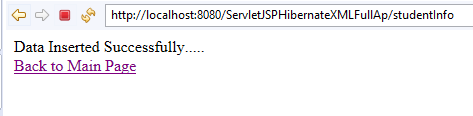 http://localhost:8080/ServletJSPHibernateXMLFullAp/studentInfo
Data Inserted Successfully.....
Back to Main Page